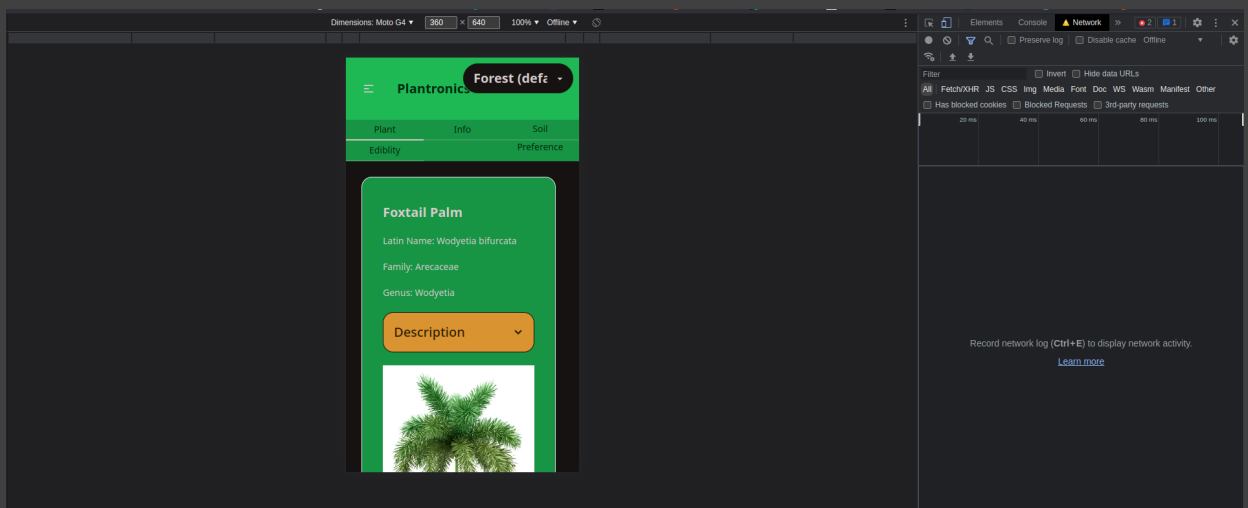 Dimensions: Moto G4 ▼ 360 × 640 100% ▼ Offline ▼
Elements Console Network » 2 1
Preserve log Disable cache Offline ▼
Filter Invert Hide data URLs
All Fetch/XHR JS CSS Img Media Font Doc WS Wasm Manifest Other
Has blocked cookies Blocked Requests 3rd-party requests
20 ms 40 ms 60 ms 80 ms 100 ms
Record network log (Ctrl+E) to display network activity.
Learn more
Plantronics Forest (defa
Plant Info Soil
Ediblity Preference
Foxtail Palm
Latin Name: Wodyetia bifurcata
Family: Arecaceae
Genus: Wodyetia
Description